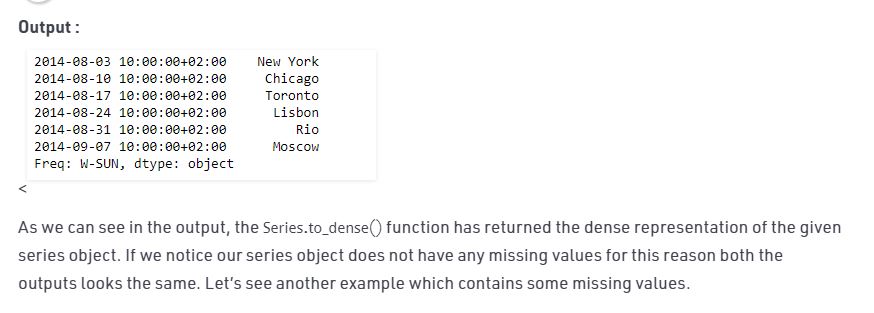 Output :
2014-08-03 10:00:00+02:00    New York
2014-08-10 10:00:00+02:00     Chicago
2014-08-17 10:00:00+02:00     Toronto
2014-08-24 10:00:00+02:00      Lisbon
2014-08-31 10:00:00+02:00         Rio
2014-09-07 10:00:00+02:00      Moscow
Freq: W-SUN, dtype: object
<
As we can see in the output, the Series.to_dense() function has returned the dense representation of the given
series object. If we notice our series object does not have any missing values for this reason both the
outputs looks the same. Let's see another example which contains some missing values.